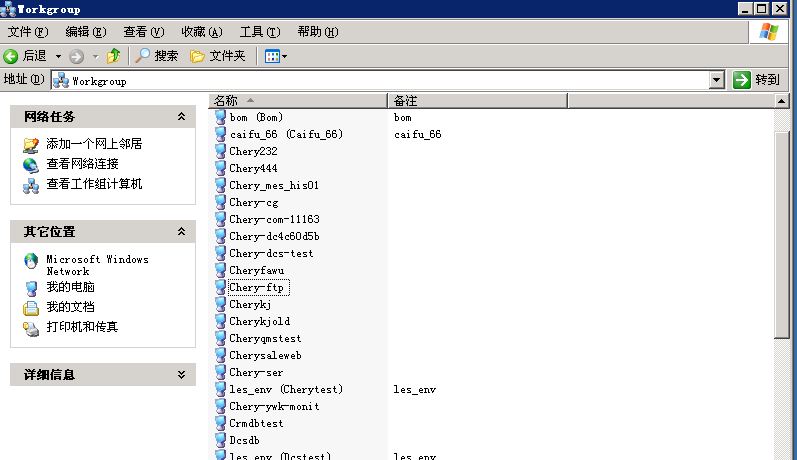 Workgroup
文件(F) 编辑(E) 查看(V) 收藏(A) 工具(T) 帮助(H)
后退 搜索 文件夹
地址(D) Workgroup 转到
网络任务
添加一个网上邻居
查看网络连接
查看工作组计算机
其它位置
Microsoft Windows
Network
我的电脑
我的文档
打印机和传真
详细信息
名称 备注
bom (Bom) bom
caifu_66 (Caifu_66) caifu_66
Chery232
Chery444
Chery_mes_his01
Chery-cg
Chery-com-11163
Chery-dc4c60d5b
Chery-dcs-test
Cheryfawu
Chery-ftp
Cherykj
Cherykjold
Cheryqmstest
Cherysaleweb
Chery-ser
les_env (Cherytest) les_env
Chery-ywk-monit
Crmdbtest
Dcsdb
les_env (Dcstest) les_env